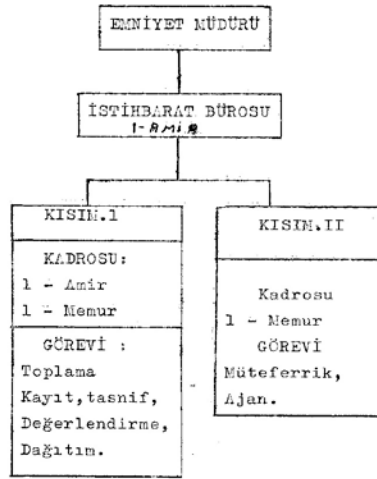 EMNİYET MÜDÜRÜ
İSTİHBARAT BÜROSU
1-AMİR
KISIM.1
KADROSU:
1 - Amir
1 - Memur
GÖREVİ :
Toplama
Kayıt,tasnif,
Değerlendirme,
Dağıtım.
KISIM.II
Kadrosu
1 - Memur
GÖREVİ
Müteferrik,
Ajan.